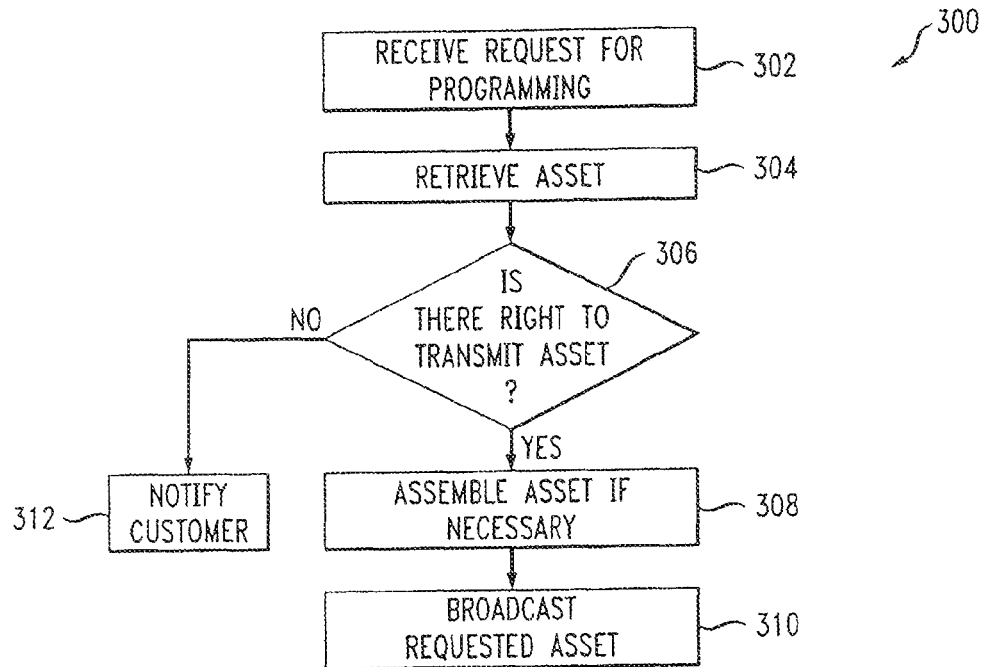 300
RECEIVE REQUEST FOR
PROGRAMMING
302
RETRIEVE ASSET
304
306
IS
THERE RIGHT TO
TRANSMIT ASSET
?
NO
YES
312
NOTIFY
CUSTOMER
ASSEMBLE ASSET IF
NECESSARY
308
BROADCAST
REQUESTED ASSET
310